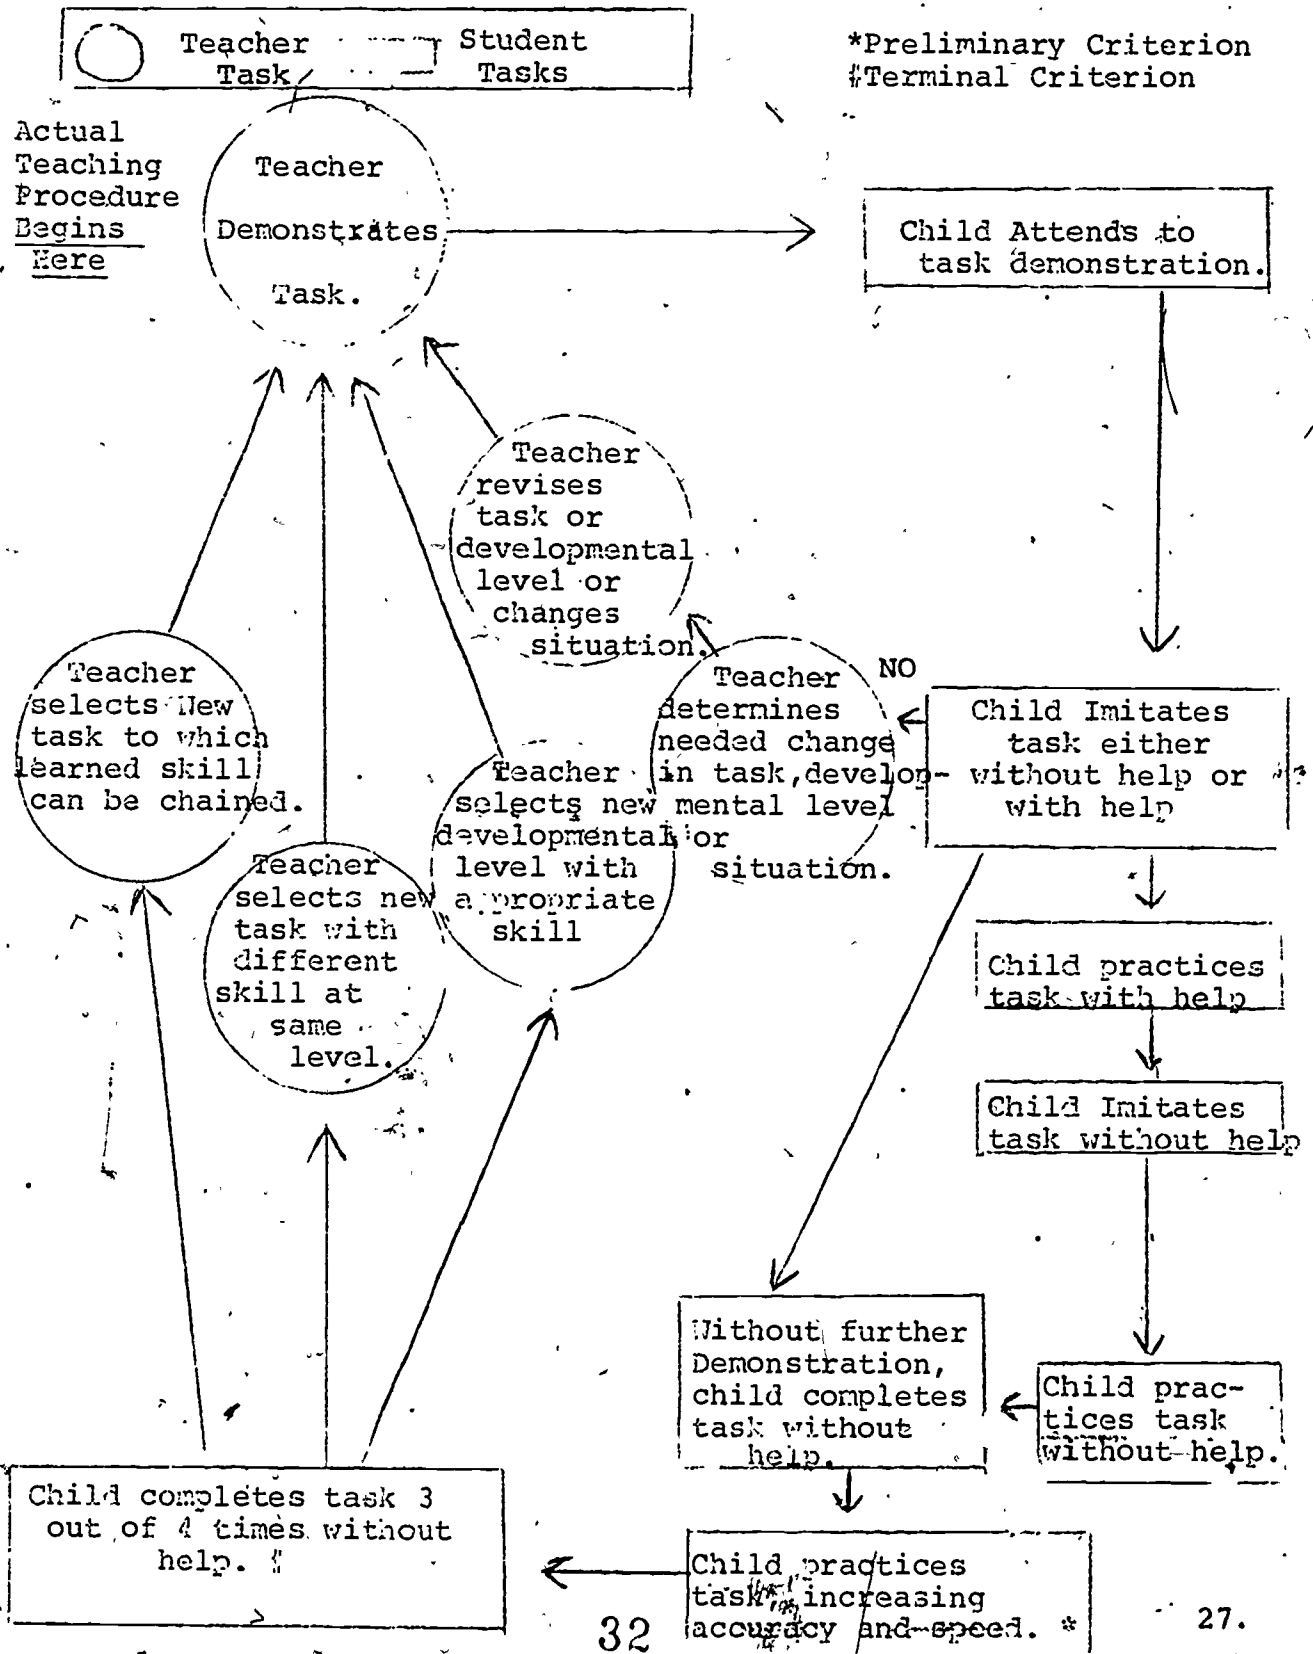 Teacher
Task
Student
Tasks
*Preliminary Criterion
#Terminal Criterion
Actual
Teaching
Procedure
Begins
Here
Teacher
Demonstrates
Task.
Child Attends to
task demonstration.
Teacher
revises
task or
developmental
level or
changes
situation.
Teacher
selects New
task to which
learned skill
can be chained.
Teacher
selects new
task with
different
skill at
same
level.
Teacher
selects new
developmental
level with
appropriate
skill
Teacher
determines
needed change
in task, develop-
mental level
or
situation.
NO
Child Imitates
task either
without help or
with help
Child practices
task with help
Child Imitates
task without help
Child prac-
tices task
without help.
Without further
Demonstration,
child completes
task without
help.
Child practices
task increasing
accuracy and speed. *
Child completes task 3
out of 4 times without
help. #
32
27.